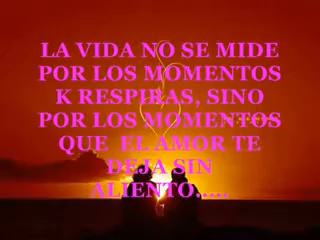 LA VIDA NO SE MIDE
POR LOS MOMENTOS
K RESPIRAS, SINO
POR LOS MOMENTOS
QUE EL AMOR TE
DEJA SIN
ALIENTO.....